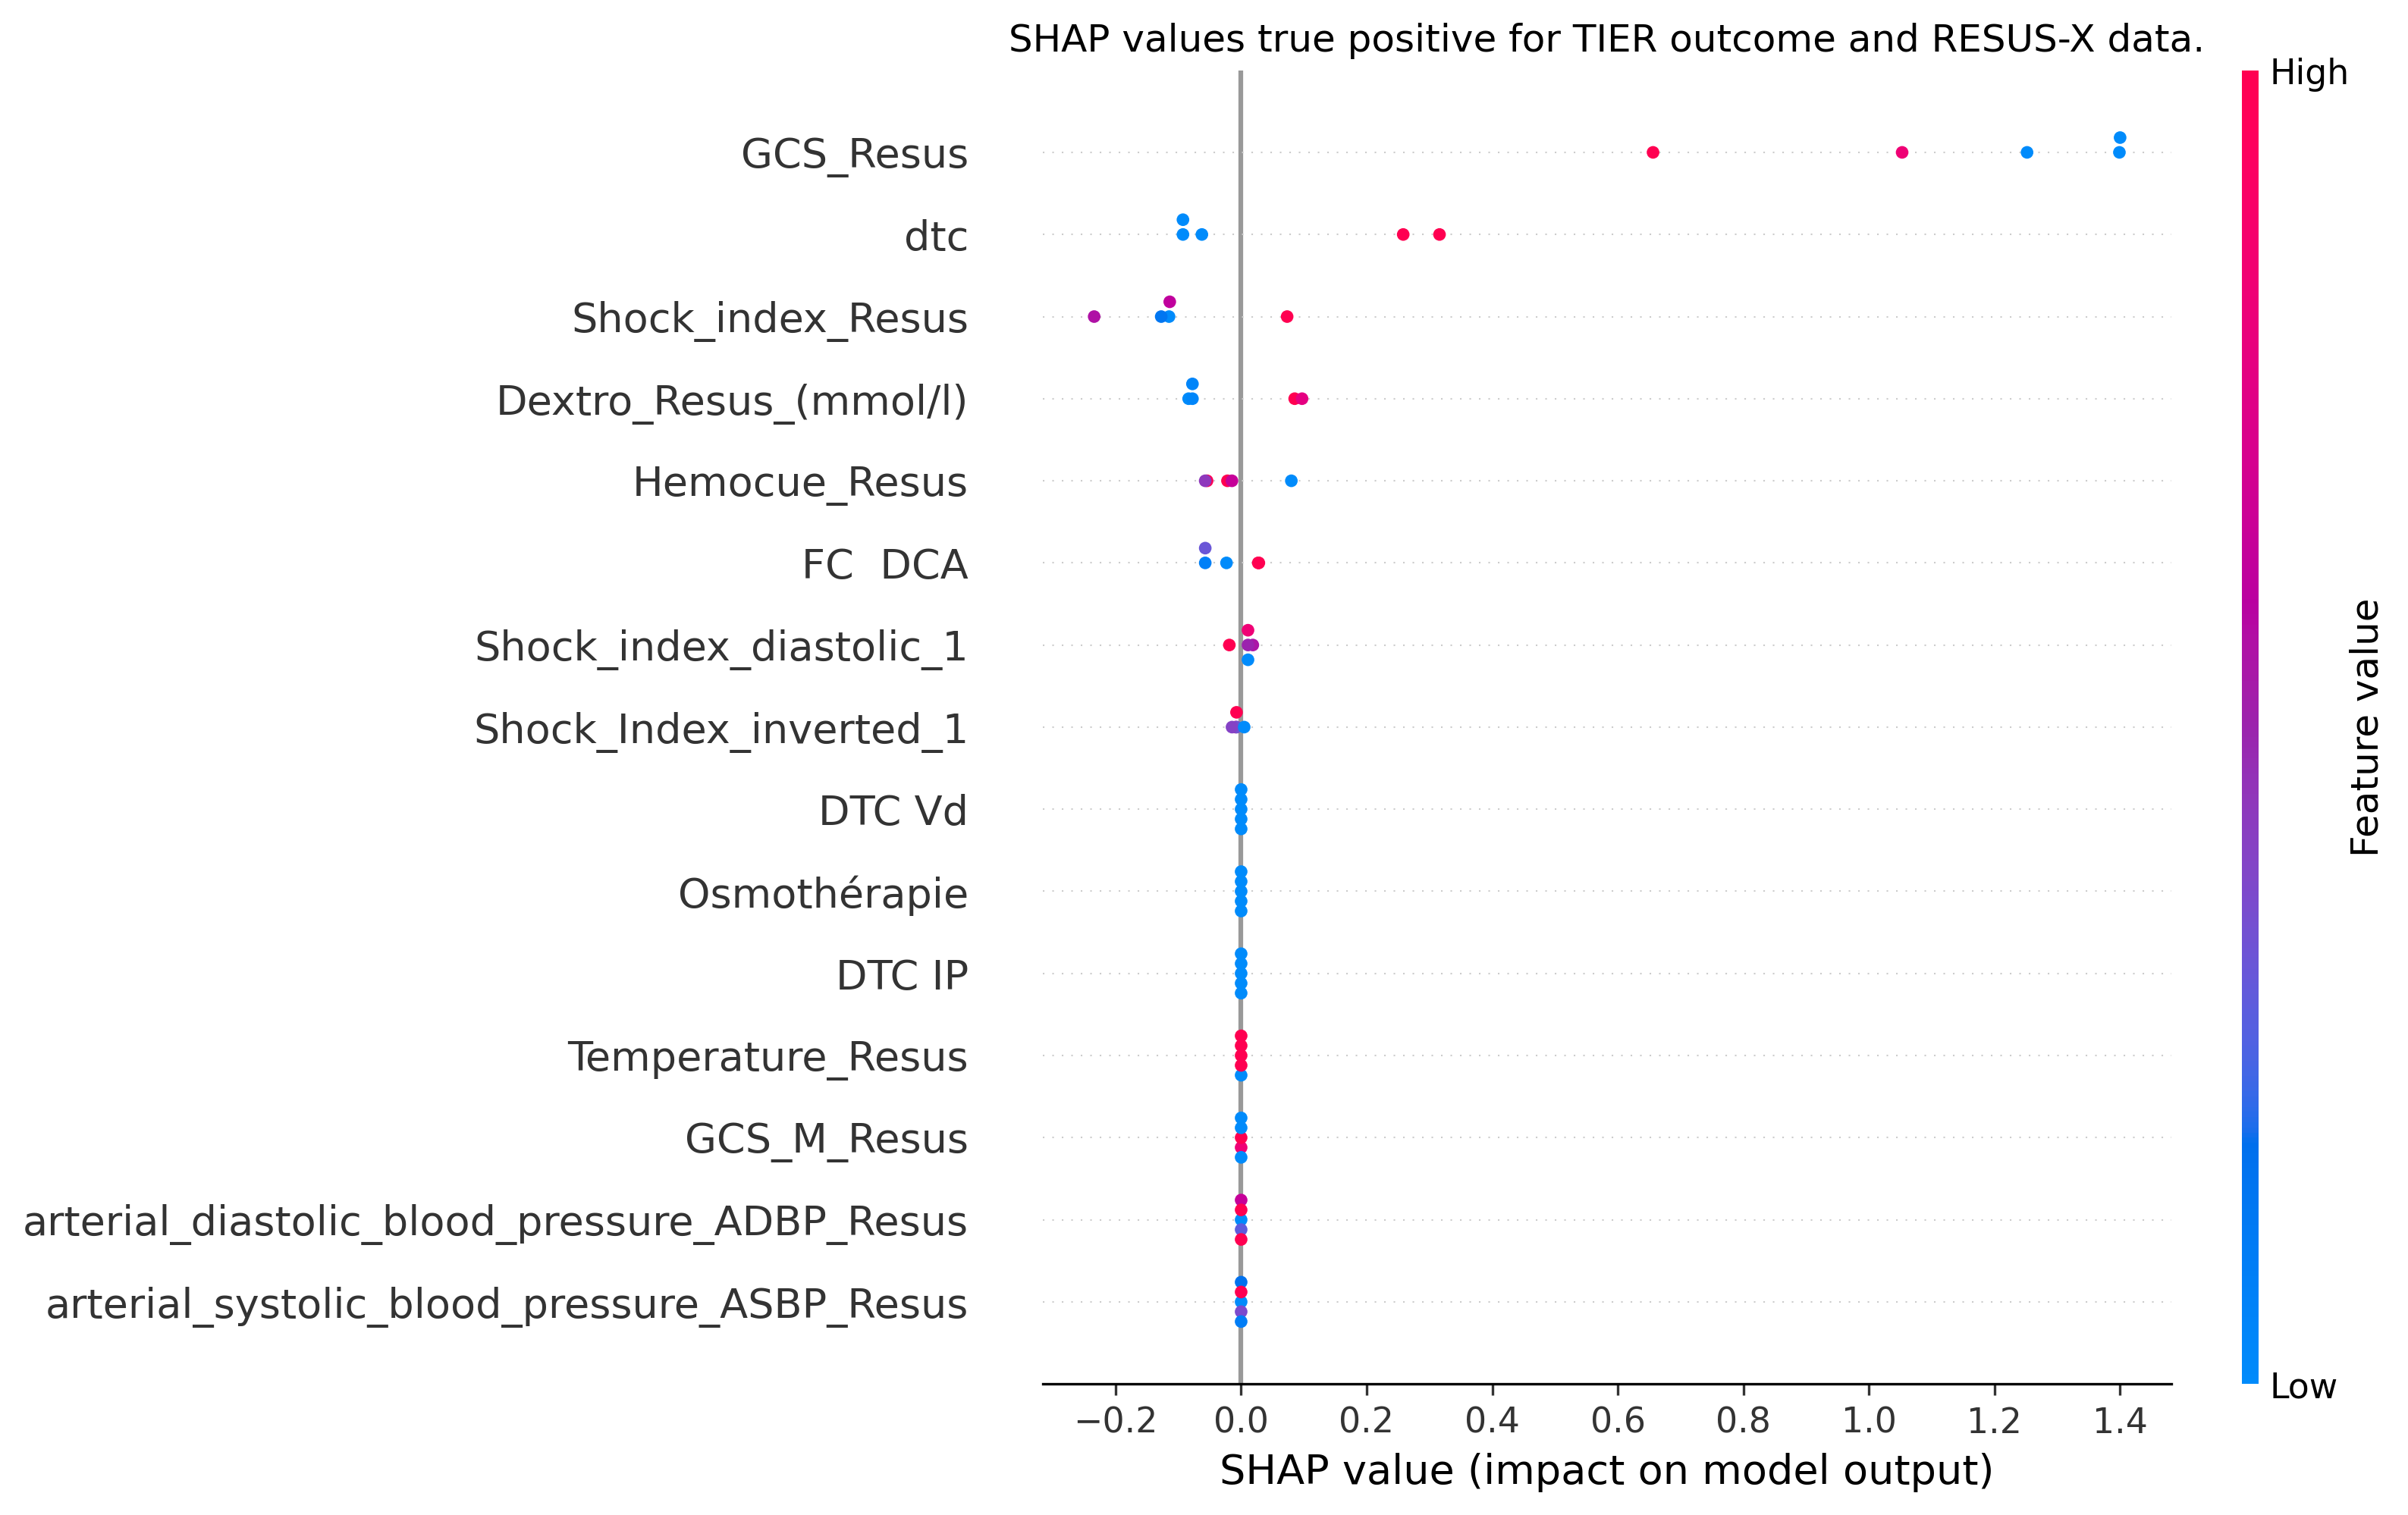 SHAP values true positive for TIER outcome and RESUS-X data.
High
GCS_Resus
dtc
Shock_index_Resus
Dextro_Resus_(mmol/l)
Hemocue_Resus
FC  DCA
Shock_index_diastolic_1
Shock_Index_inverted_1
DTC Vd
Osmothérapie
DTC IP
Temperature_Resus
GCS_M_Resus
arterial_diastolic_blood_pressure_ADBP_Resus
arterial_systolic_blood_pressure_ASBP_Resus
Feature value
Low
−0.2 0.0 0.2 0.4 0.6 0.8 1.0 1.2 1.4
SHAP value (impact on model output)